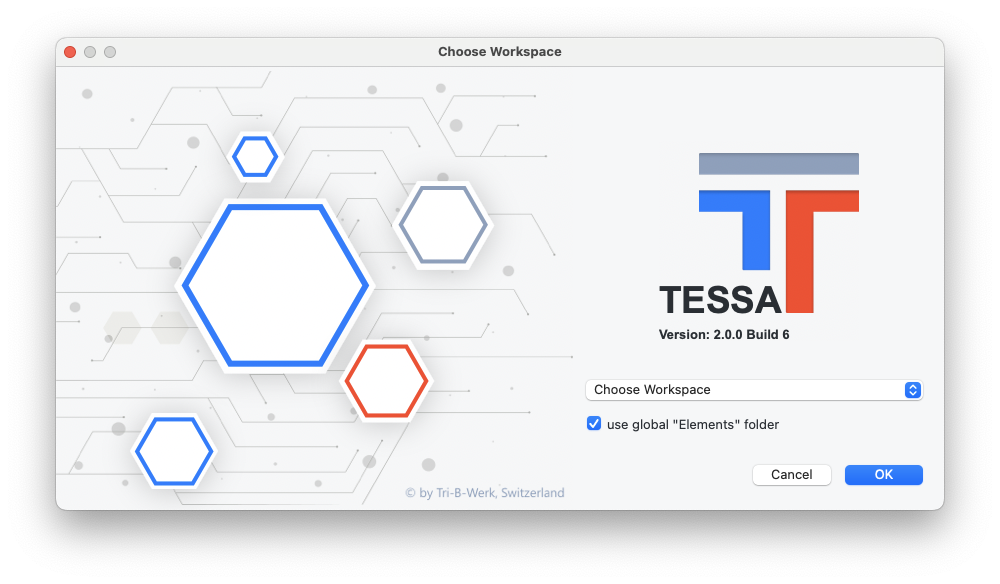 Choose Workspace
TESSA
Version: 2.0.0 Build 6
Choose Workspace
use global "Elements" folder
Cancel
OK
© by Tri-B-Werk, Switzerland